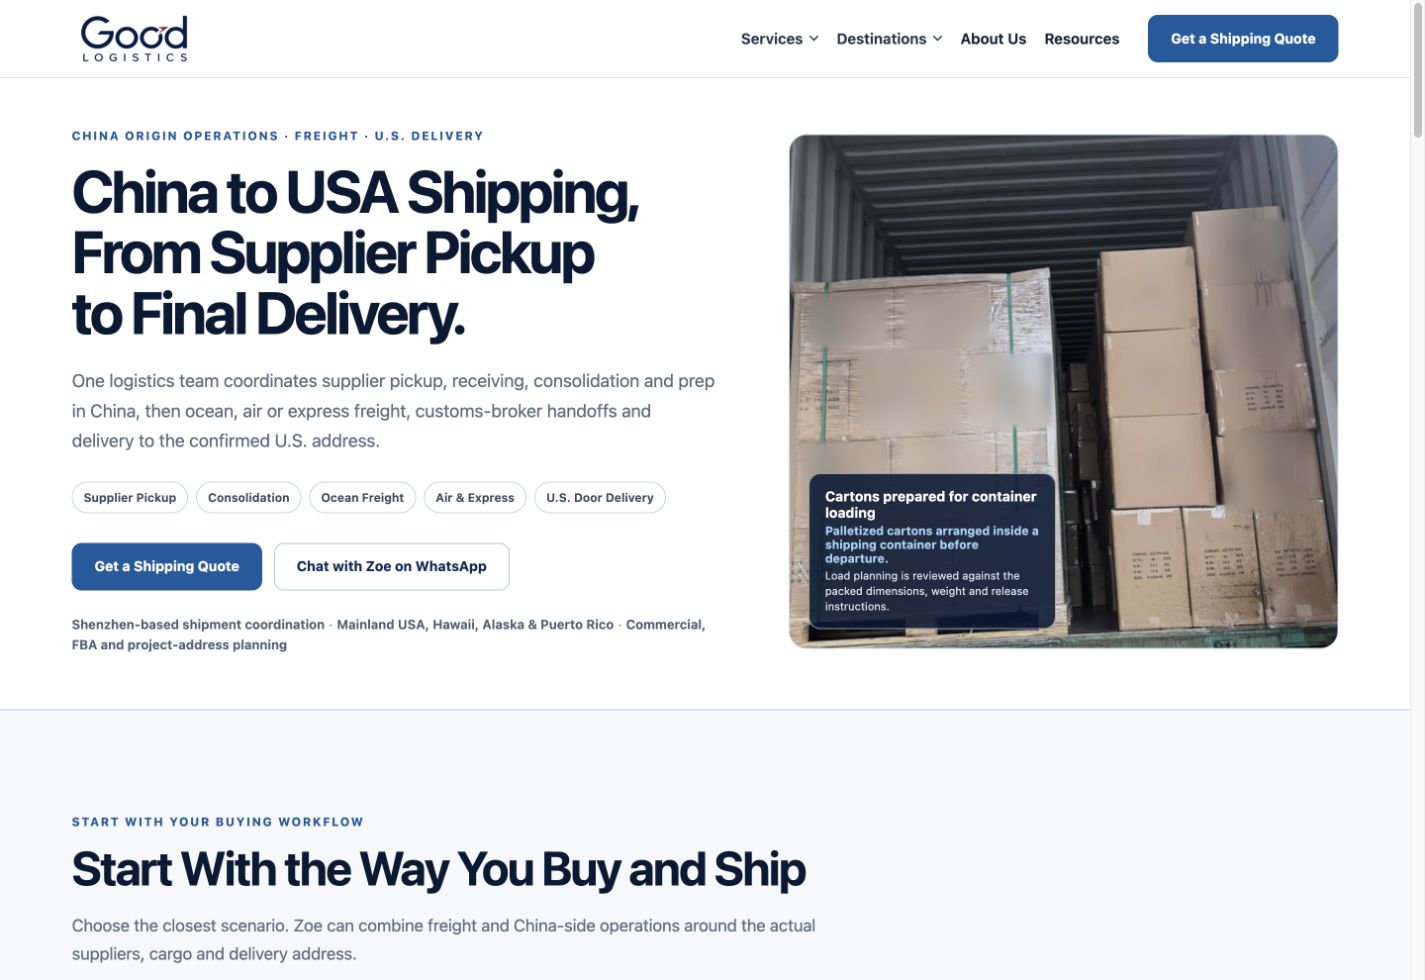 Good
LOGISTICS
Services
Destinations
About Us
Resources
Get a Shipping Quote
CHINA ORIGIN OPERATIONS · FREIGHT · U.S. DELIVERY
China to USA Shipping,
From Supplier Pickup
to Final Delivery.
One logistics team coordinates supplier pickup, receiving, consolidation and prep
in China, then ocean, air or express freight, customs-broker handoffs and
delivery to the confirmed U.S. address.
Supplier Pickup
Consolidation
Ocean Freight
Air & Express
U.S. Door Delivery
Get a Shipping Quote
Chat with Zoe on WhatsApp
Shenzhen-based shipment coordination · Mainland USA, Hawaii, Alaska & Puerto Rico · Commercial,
FBA and project-address planning
Cartons prepared for container
loading
Palletized cartons arranged inside a
shipping container before
departure.
Load planning is reviewed against the
packed dimensions, weight and release
instructions.
START WITH YOUR BUYING WORKFLOW
Start With the Way You Buy and Ship
Choose the closest scenario. Zoe can combine freight and China-side operations around the actual
suppliers, cargo and delivery address.